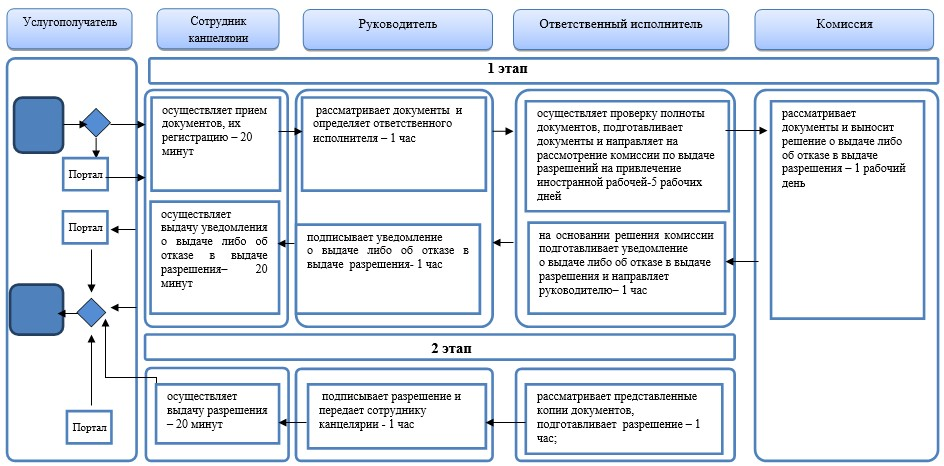 Услугополучатель
Сотрудник
канцелярии
Руководитель
Ответственный исполнитель
Комиссия
1 этап
осуществляет прием
документов, их
регистрацию – 20
минут
рассматривает документы и
определяет ответственного
исполнителя – 1 час
осуществляет проверку полноты
документов, подготавливает
документы и направляет на
рассмотрение комиссии по выдаче
разрешений на привлечение
иностранной рабочей-5 рабочих
дней
рассматривает
документы и выносит
решение о выдаче либо
об отказе в выдаче
разрешения – 1 рабочий
день
Портал
Портал
осуществляет
выдачу уведомления
о выдаче либо об
отказе в выдаче
разрешения– 20
минут
подписывает уведомление
о выдаче либо об отказе в
выдаче разрешения- 1 час
на основании решения комиссии
подготавливает уведомление
о выдаче либо об отказе в выдаче
разрешения и направляет
руководителю– 1 час
2 этап
Портал
осуществляет
выдачу разрешения
– 20 минут
подписывает разрешение и
передает сотруднику
канцелярии - 1 час
рассматривает представленные
копии документов,
подготавливает разрешение – 1
час;